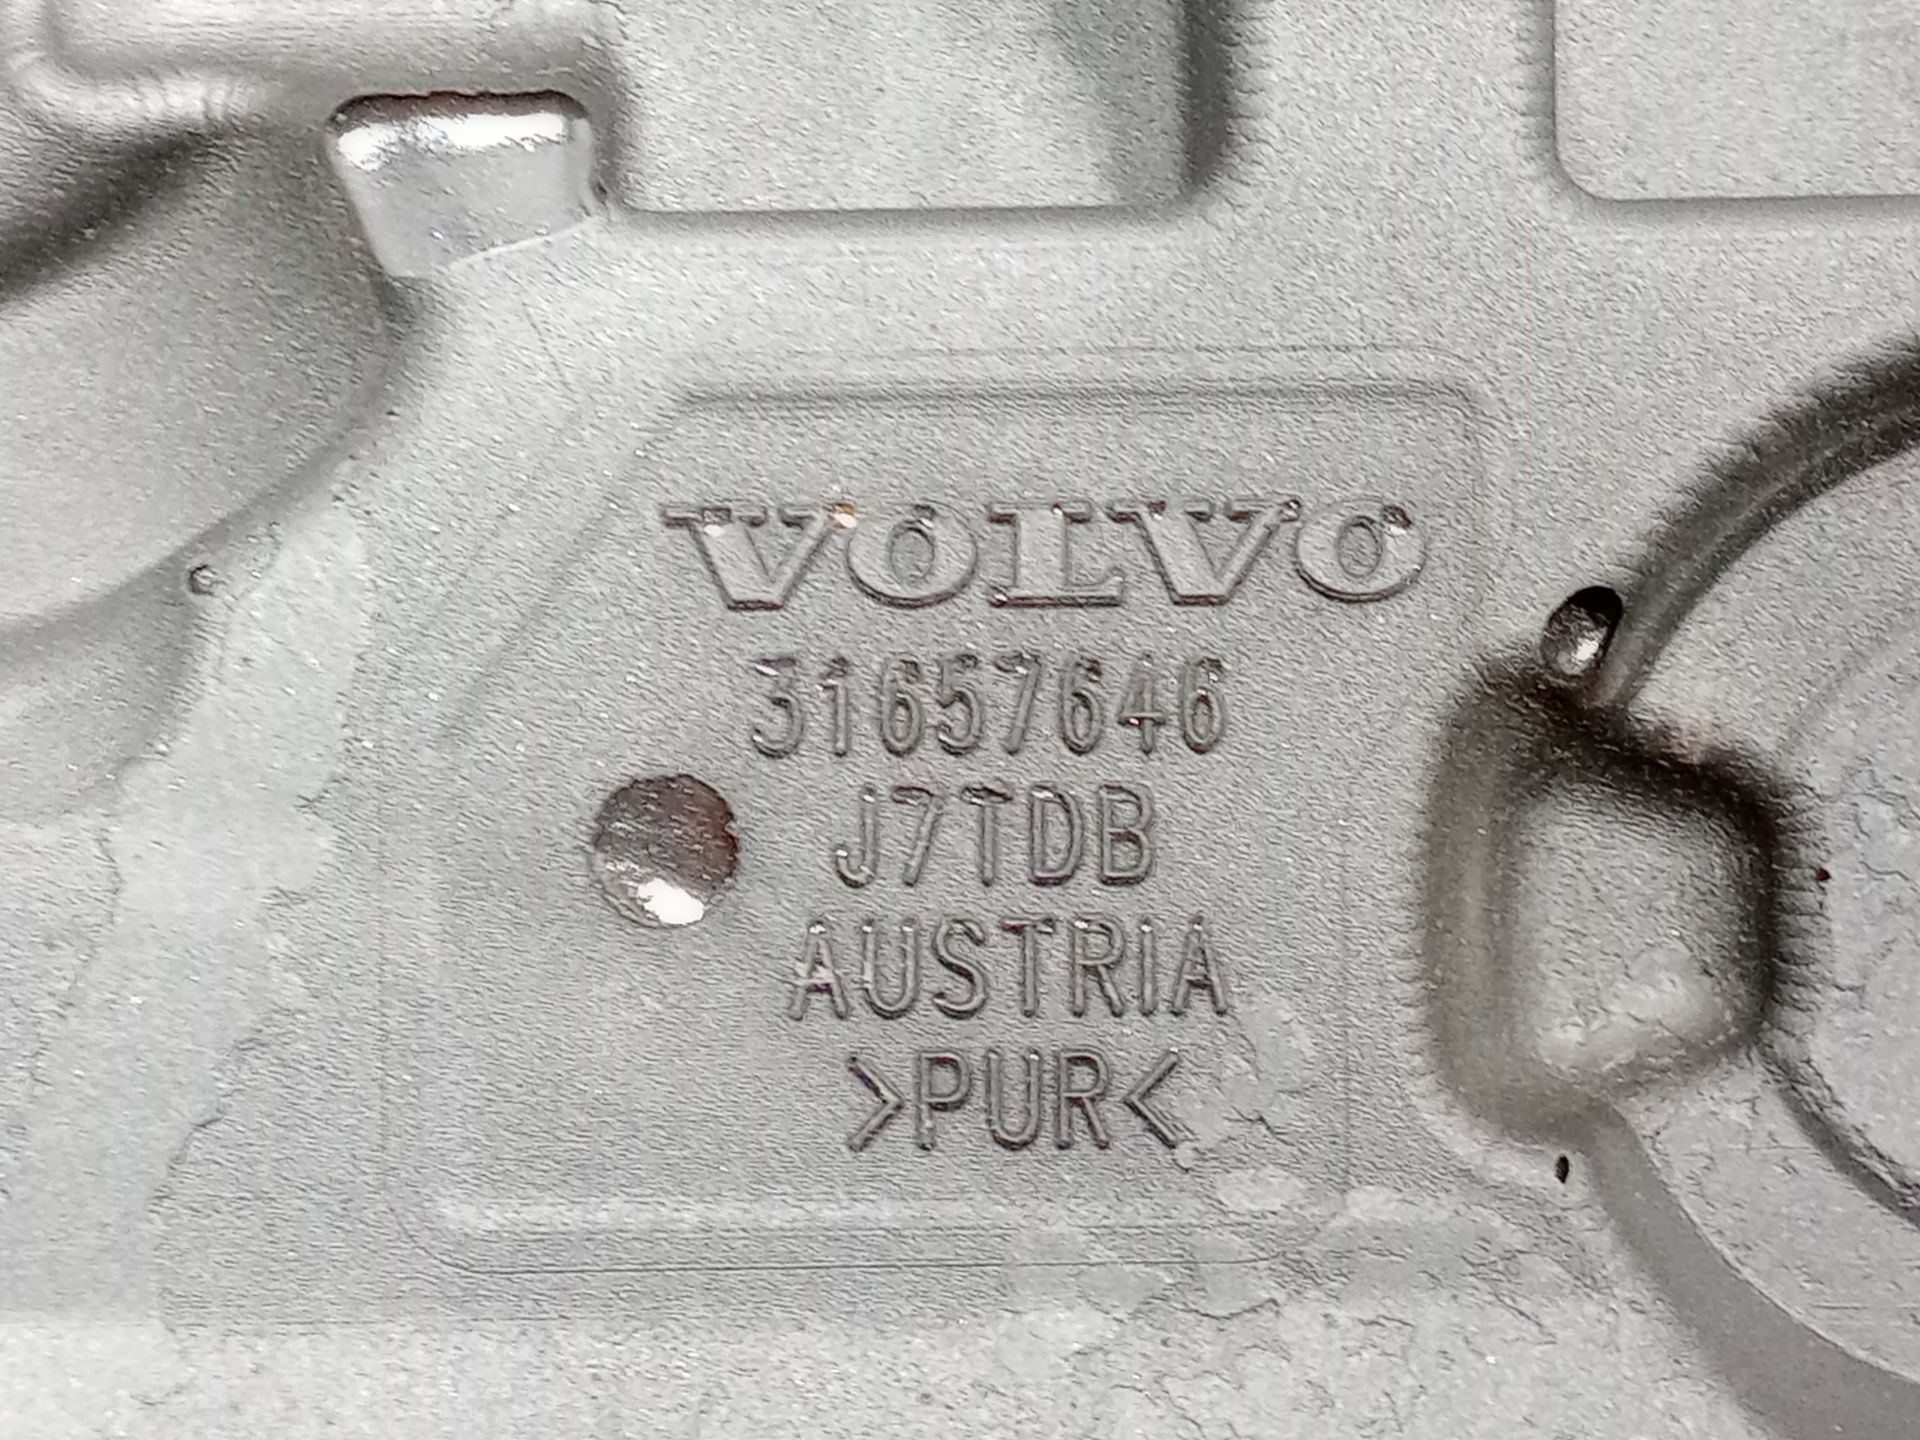 VOLVO
31657646
J7TDB
AUSTRIA
>PUR<